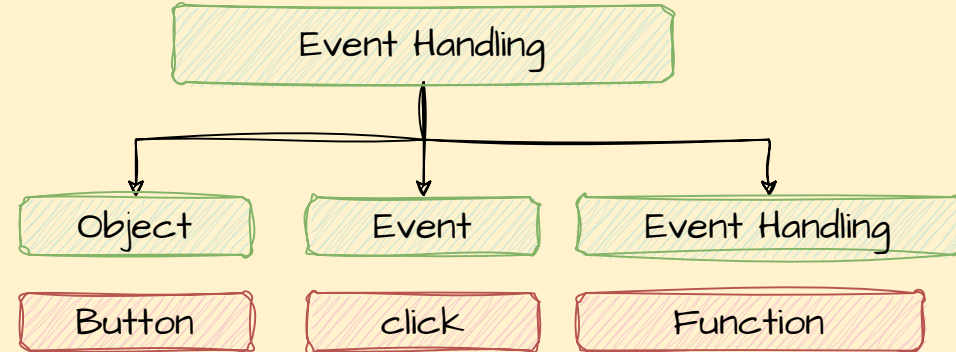 Event Handling
Object
Event
Event Handling
Button
click
Function